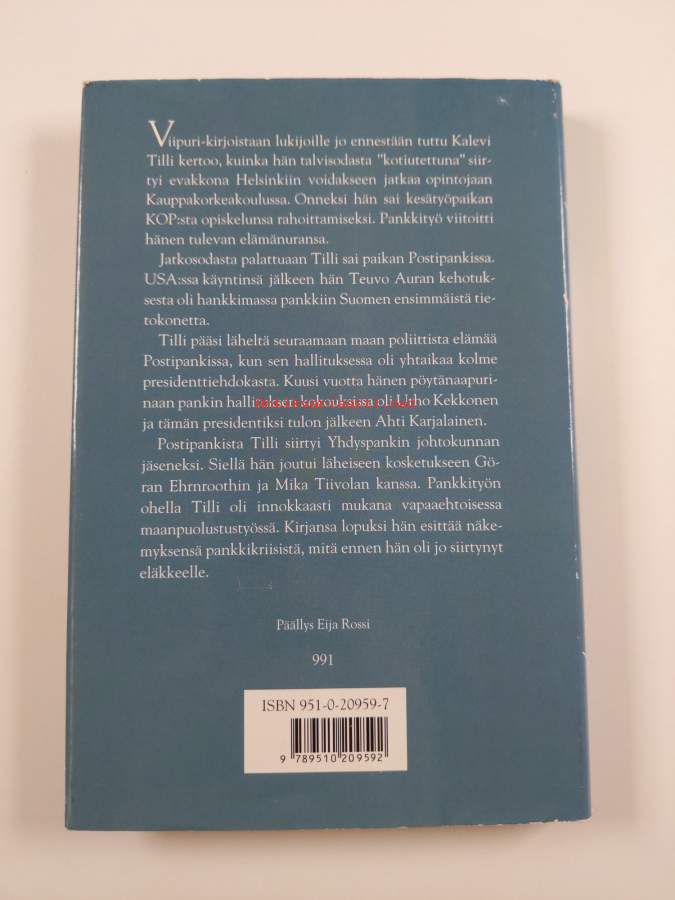 Viipuri-kirjoistaan lukijoille jo ennestään tuttu Kalevi
Tilli kertoo, kuinka hän talvisodasta "kotiutettuna" siir-
tyi evakkona Helsinkiin voidakseen jatkaa opintojaan
Kauppakorkeakoulussa. Onneksi hän sai kesätyöpaikan
KOP:sta opiskelunsa rahoittamiseksi. Pankkityö viitoitti
hänen tulevan elämänuransa.
Jatkosodasta palattuaan Tilli sai paikan Postipankissa.
USA:ssa käyntinsä jälkeen hän Teuvo Auran kehotuk-
sesta oli hankkimassa pankkiin Suomen ensimmäistä tie-
tokonetta.
Tilli pääsi läheltä seuraamaan maan poliittista elämää
Postipankissa, kun sen hallituksessa oli yhtaikaa kolme
presidenttiehdokasta. Kuusi vuotta hänen pöytänaapuri-
naan pankin hallituksen kokouksissa oli Urho Kekkonen
ja tämän presidentiksi tulon jälkeen Ahti Karjalainen.
Postipankista Tilli siirtyi Yhdyspankin johtokunnan
jäseneksi. Siellä hän joutui läheiseen kosketukseen Gö-
ran Ehrnroothin ja Mika Tiivolan kanssa. Pankkityön
ohella Tilli oli innokkaasti mukana vapaaehtoisessa
maanpuolustustyössä. Kirjansa lopuksi hän esittää näke-
myksensä pankkikriisistä, mitä ennen hän oli jo siirtynyt
eläkkeelle.
Päällys Eija Rossi
991
ISBN 951-0-20959-7
9 789510 209592